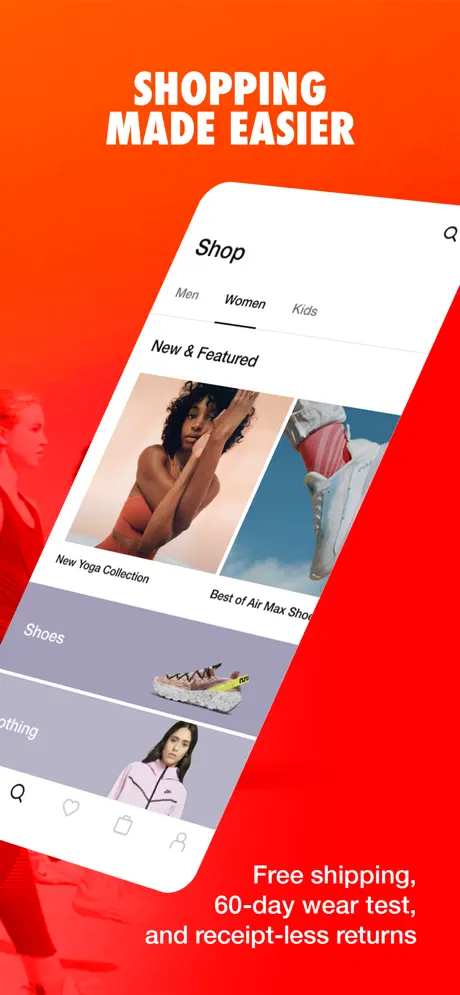 SHOPPING
MADE EASIER
Shop
Men Women Kids
New & Featured
New Yoga Collection
Best of Air Max Shoe
Shoes
othing
Free shipping,
60-day wear test,
and receipt-less returns